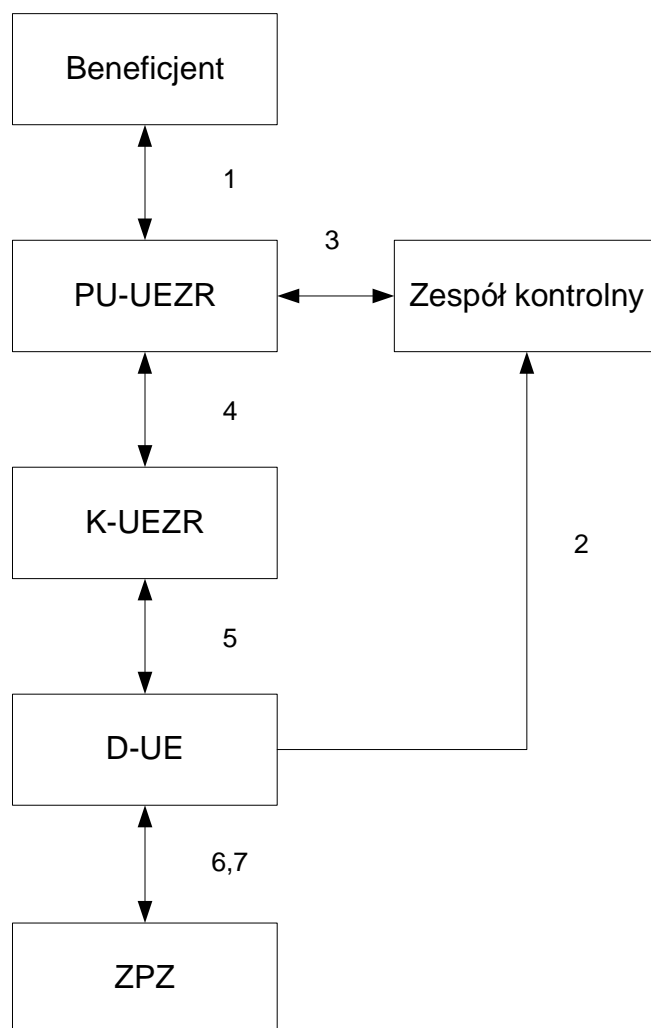 Beneficjent
1
3
PU-UEZR
Zespół kontrolny
4
K-UEZR
2
5
D-UE
6,7
ZPZ